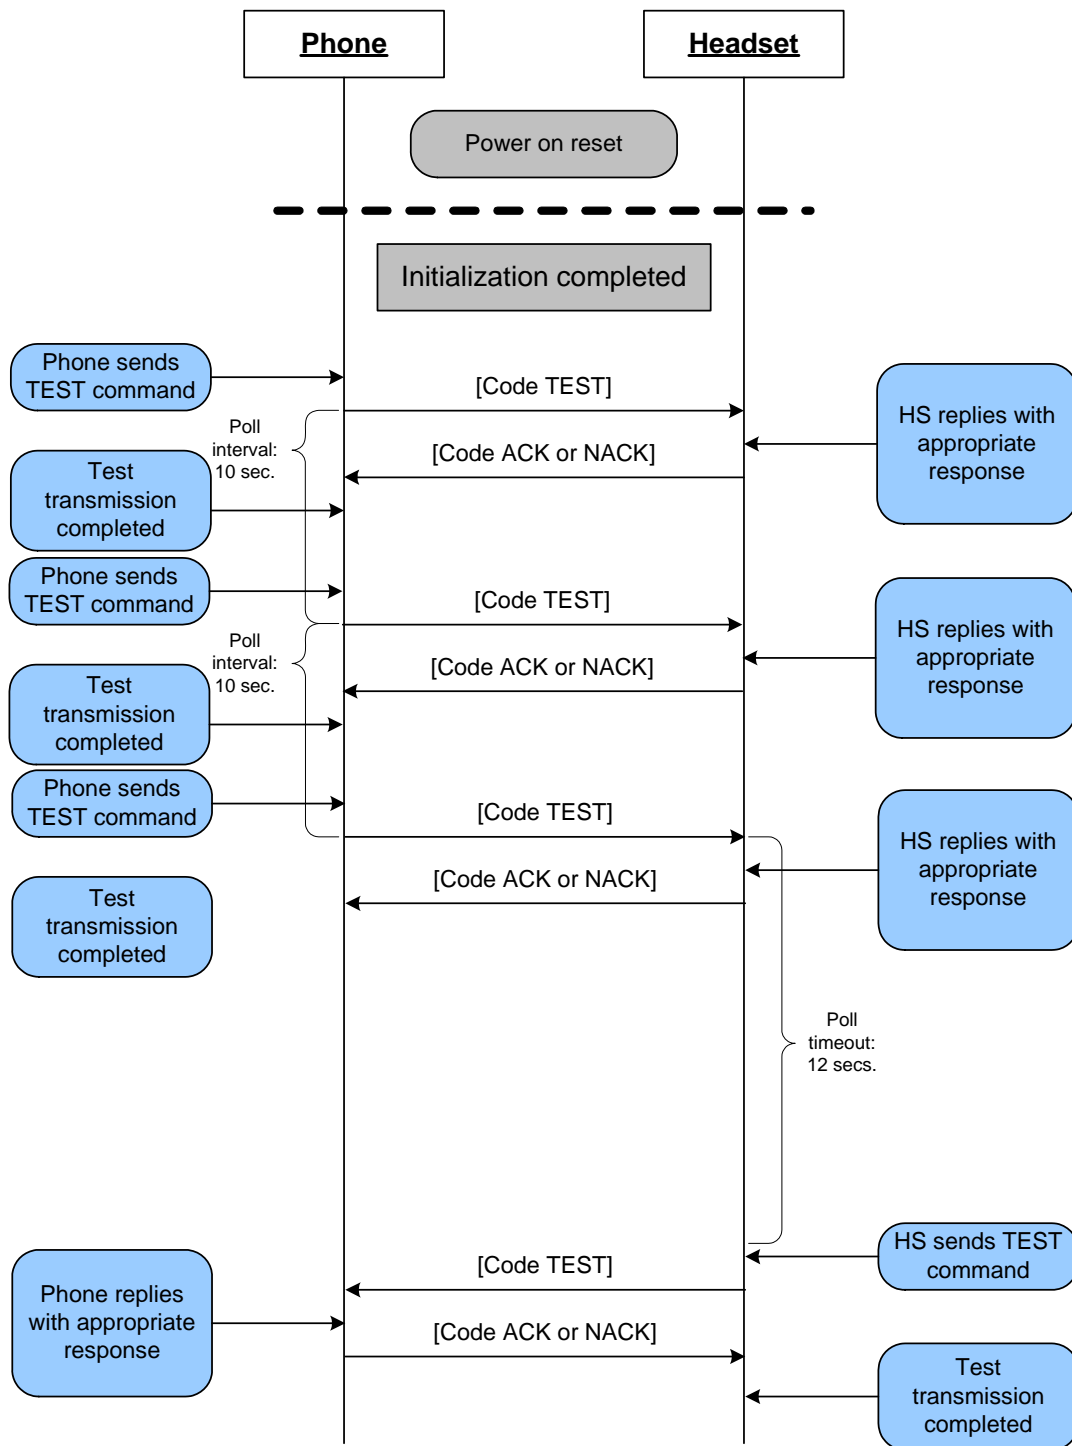 Phone
Headset
Power on reset
Initialization completed
Phone sends
TEST command
[Code TEST]
HS replies with
appropriate
response
Poll
interval:
10 sec.
[Code ACK or NACK]
Test
transmission
completed
Phone sends
TEST command
[Code TEST]
HS replies with
appropriate
response
Poll
interval:
10 sec.
[Code ACK or NACK]
Test
transmission
completed
Phone sends
TEST command
[Code TEST]
HS replies with
appropriate
response
[Code ACK or NACK]
Test
transmission
completed
Poll
timeout:
12 secs.
HS sends TEST
command
[Code TEST]
Phone replies
with appropriate
response
[Code ACK or NACK]
Test
transmission
completed